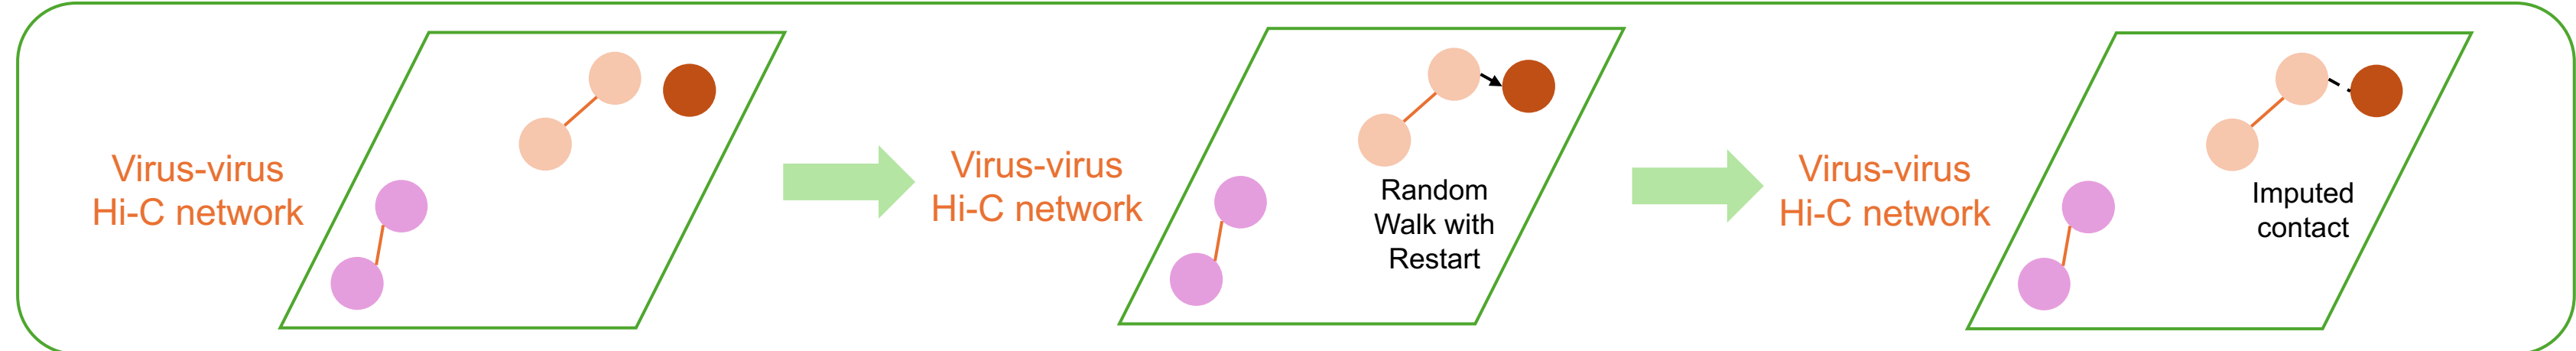 Virus-virus
Hi-C network
Virus-virus
Hi-C network
Random
Walk with
Restart
Virus-virus
Hi-C network
Imputed
contact